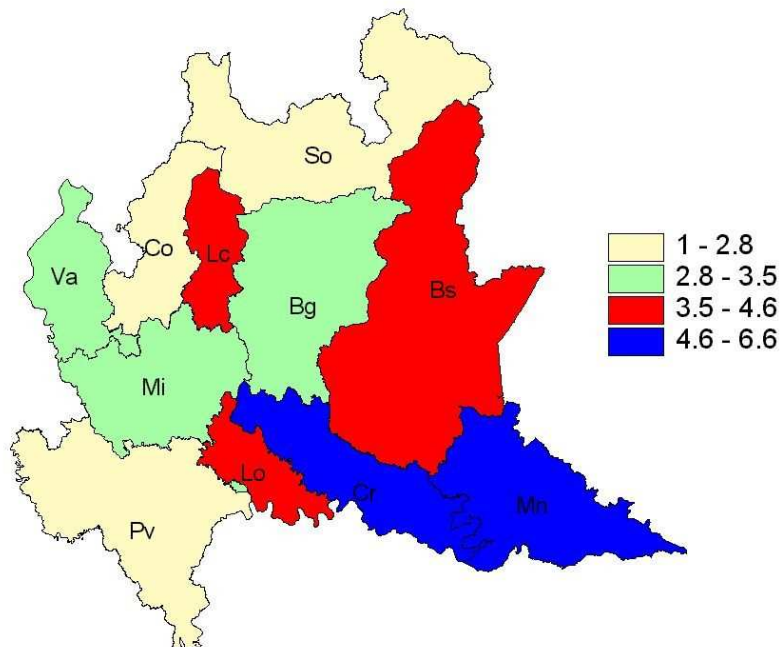 So
Co
Lc
Va
Bg
Bs
Mi
Lo
Cr
Mn
Pv
1 - 2.8
2.8 - 3.5
3.5 - 4.6
4.6 - 6.6